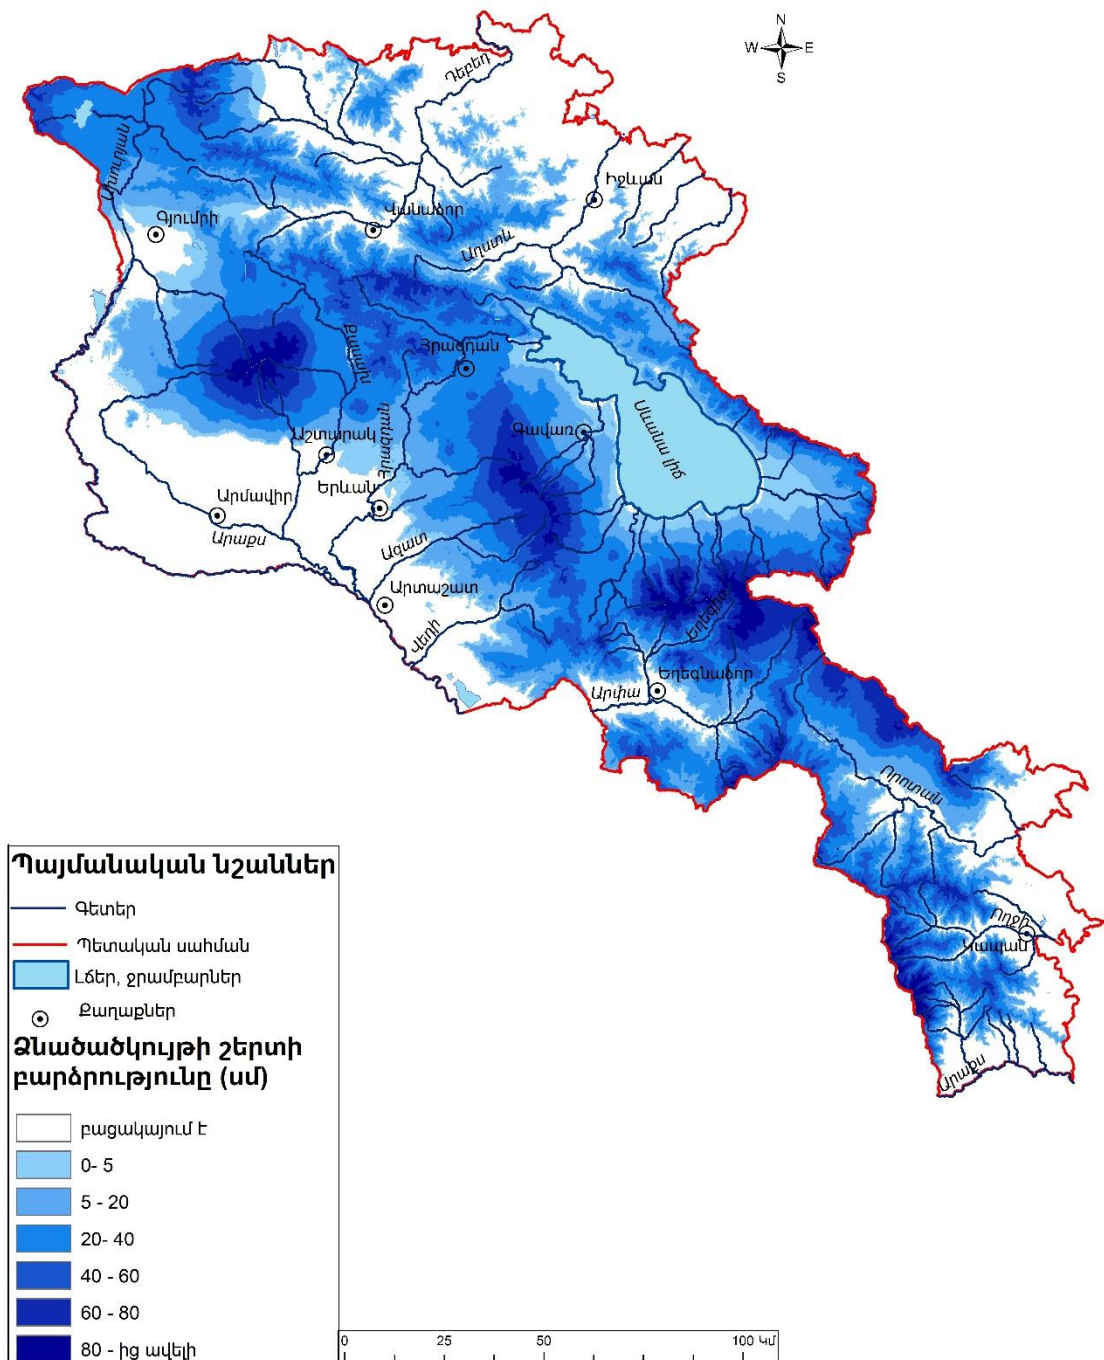 N
W E
S
Դեբեդ
Ախուրյան
Իջևան
Գյումրի
Վանաձոր
Աղստև
Քասախ
Հրազդան
Սևանա լիճ
Գավառ
Հրազդան
Աշտարակ
Երևան
Արմավիր
Արաքս
Ազատ
Արտաշատ
Եղեգիս
Վեդի
Եղեգնաձոր
Արփա
Որոտան
Ողջի
Կապան
Արաքս
Պայմանական նշաններ
Գետեր
Պետական սահման
Լճեր, ջրամբարներ
Քաղաքներ
Ձնածածկույթի շերտի
բարձրությունը (սմ)
բացակայում է
0- 5
5 - 20
20- 40
40 - 60
60 - 80
80 - ից ավելի
0 25 50 100 Կմ